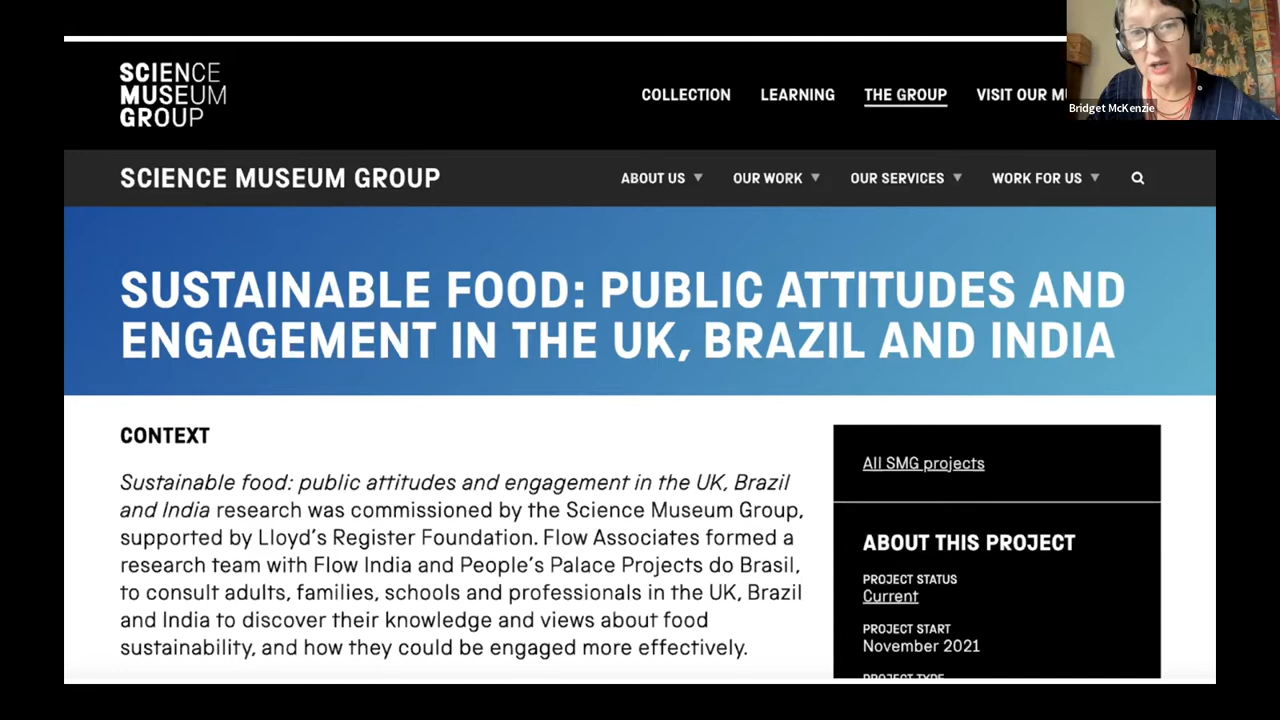 SCIENCE
MUSEUM
GROUP
COLLECTION
LEARNING
THE GROUP
VISIT OUR
Bridget McKenzie
SCIENCE MUSEUM GROUP
ABOUT US
OUR WORK
OUR SERVICES
WORK FOR US
SUSTAINABLE FOOD: PUBLIC ATTITUDES AND
ENGAGEMENT IN THE UK, BRAZIL AND INDIA
CONTEXT
Sustainable food: public attitudes and engagement in the UK, Brazil
and India research was commissioned by the Science Museum Group,
supported by Lloyd's Register Foundation. Flow Associates formed a
research team with Flow India and People's Palace Projects do Brasil,
to consult adults, families, schools and professionals in the UK, Brazil
and India to discover their knowledge and views about food
sustainability, and how they could be engaged more effectively.
All SMG projects
ABOUT THIS PROJECT
PROJECT STATUS
Current
PROJECT START
November 2021
PROJECT TYPE